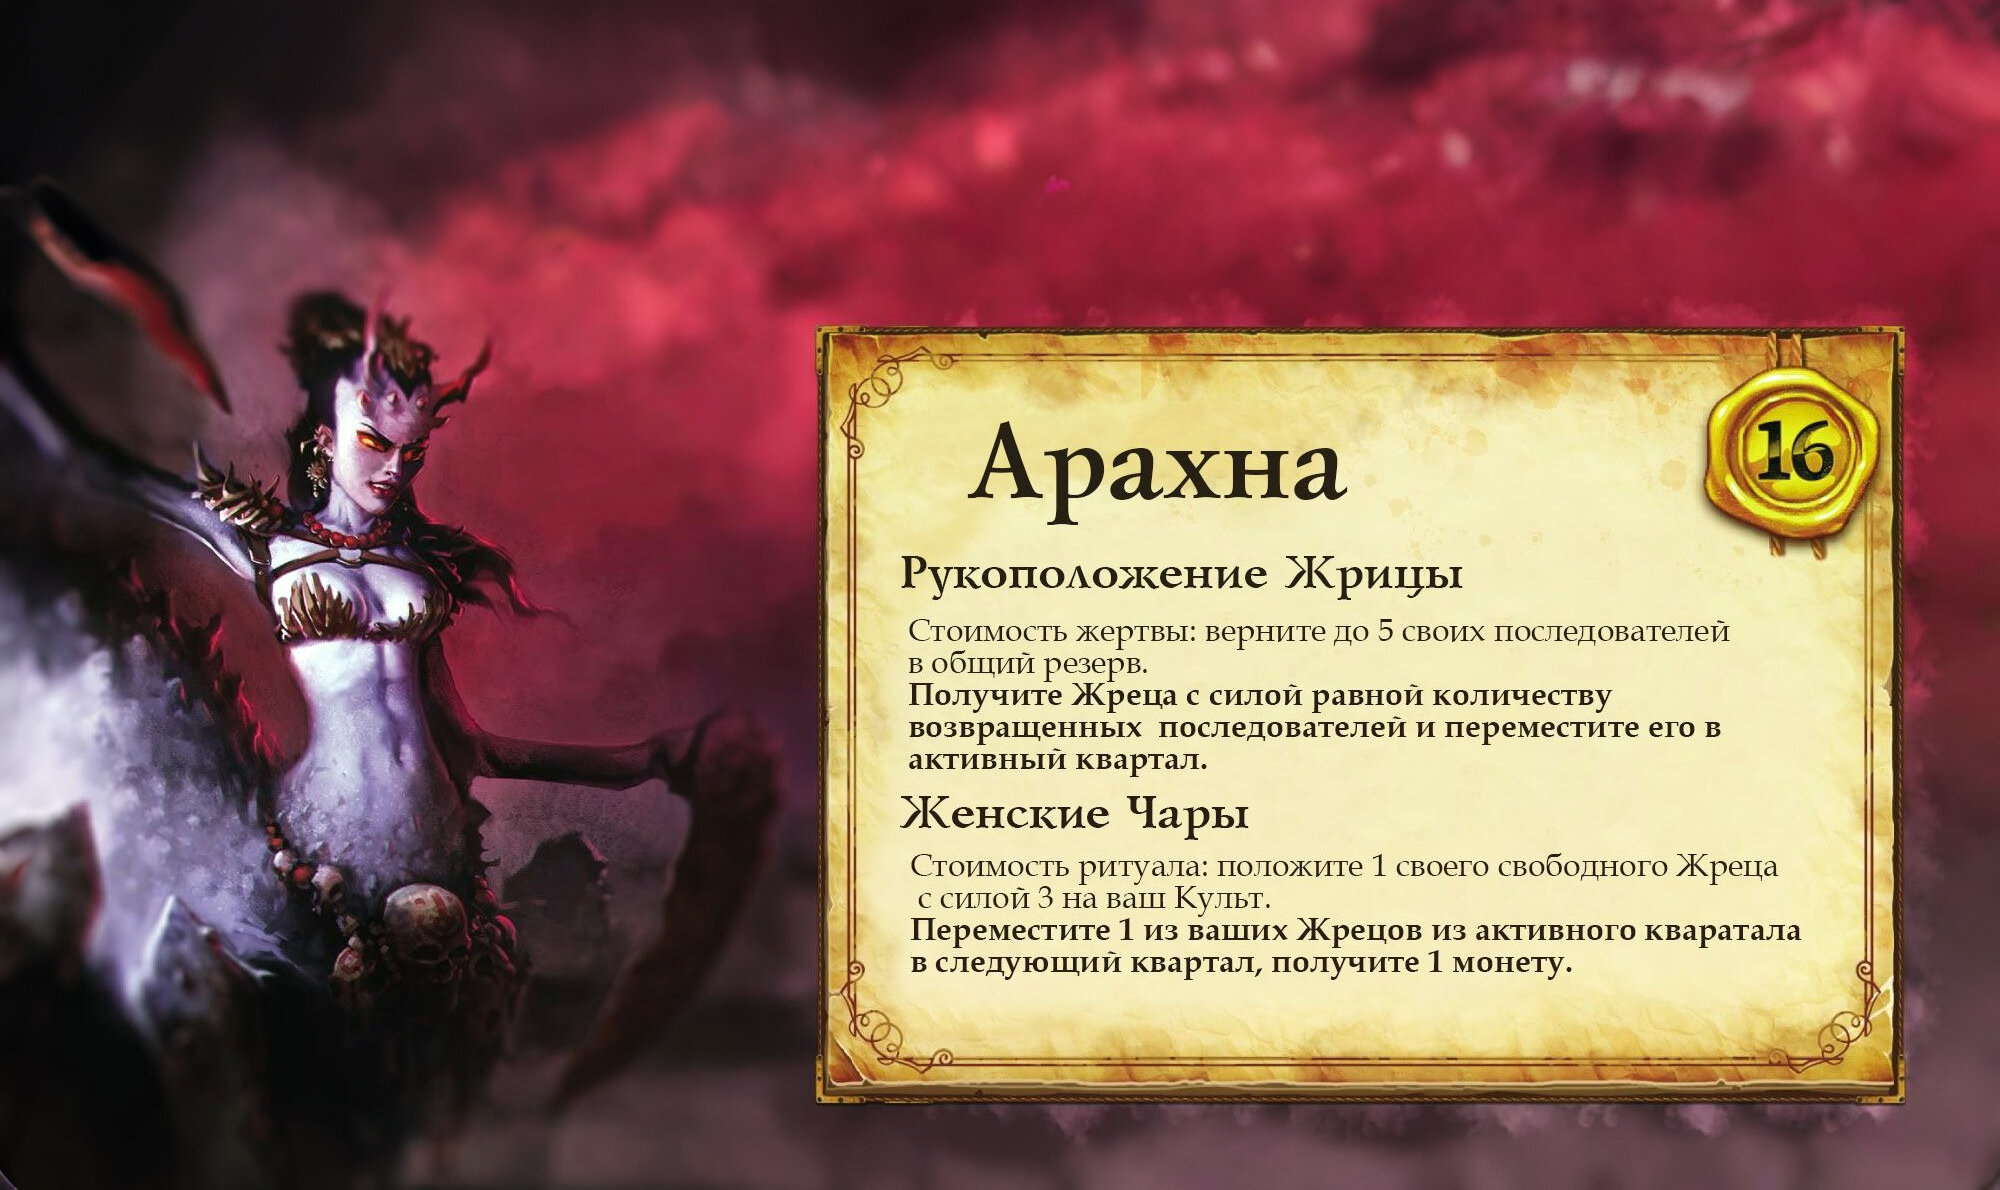 Арахна
16
Рукоположение Жрицы
Стоимость жертвы: верните до 5 своих последователей
в общий резерв.
Получите Жреца с силой равной количеству
возвращенных последователей и переместите его в
активный квартал.
Женские Чары
Стоимость ритуала: положите 1 своего свободного Жреца
с силой 3 на ваш Культ.
Переместите 1 из ваших Жрецов из активного кваратала
в следующий квартал, получите 1 монету.